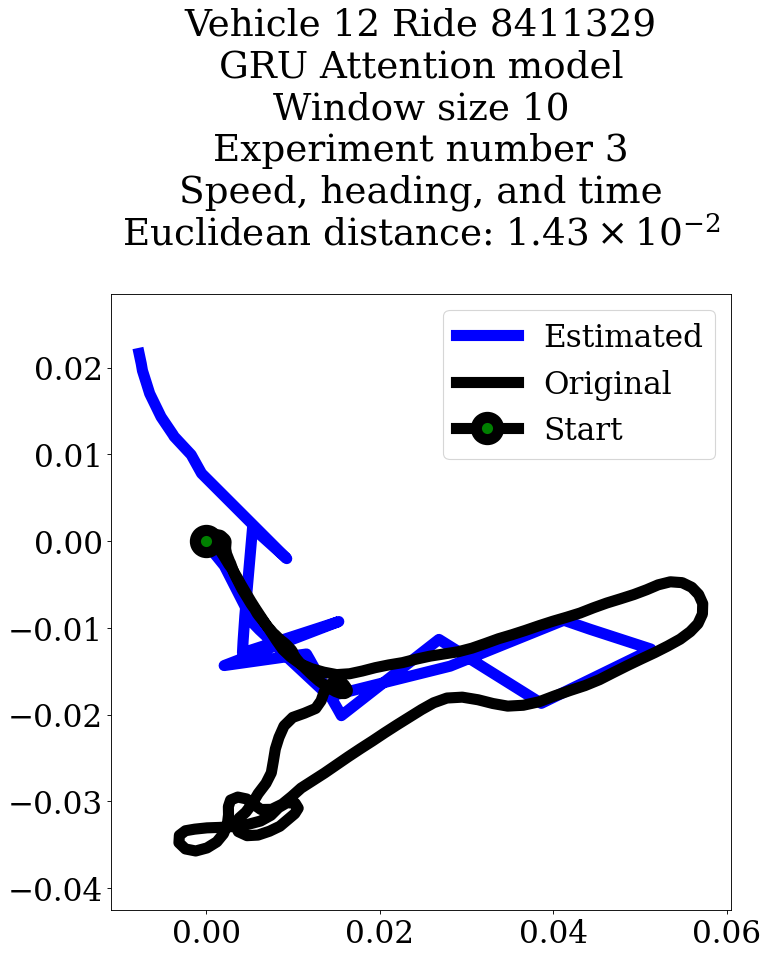 Vehicle 12 Ride 8411329
GRU Attention model
Window size 10
Experiment number 3
Speed, heading, and time
Euclidean distance: 1.43 × 10⁻²
Estimated
Original
Start
0.02
0.01
0.00
−0.01
−0.02
−0.03
−0.04
0.00 0.02 0.04 0.06